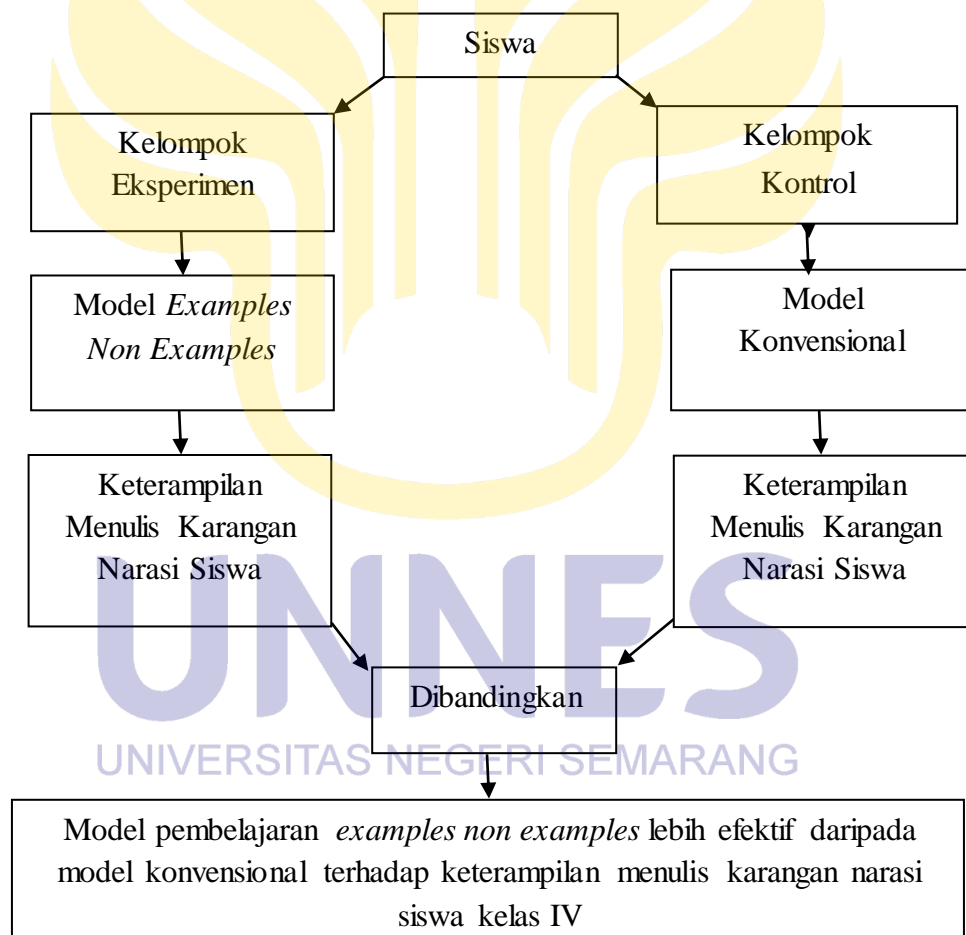 Siswa
Kelompok
Eksperimen
Kelompok
Kontrol
Model Examples
Non Examples
Model
Konvensional
Keterampilan
Menulis Karangan
Narasi Siswa
Keterampilan
Menulis Karangan
Narasi Siswa
UNNES
Dibandingkan
UNIVERSITAS NEGERI SEMARANG
Model pembelajaran examples non examples lebih efektif daripada
model konvensional terhadap keterampilan menulis karangan narasi
siswa kelas IV